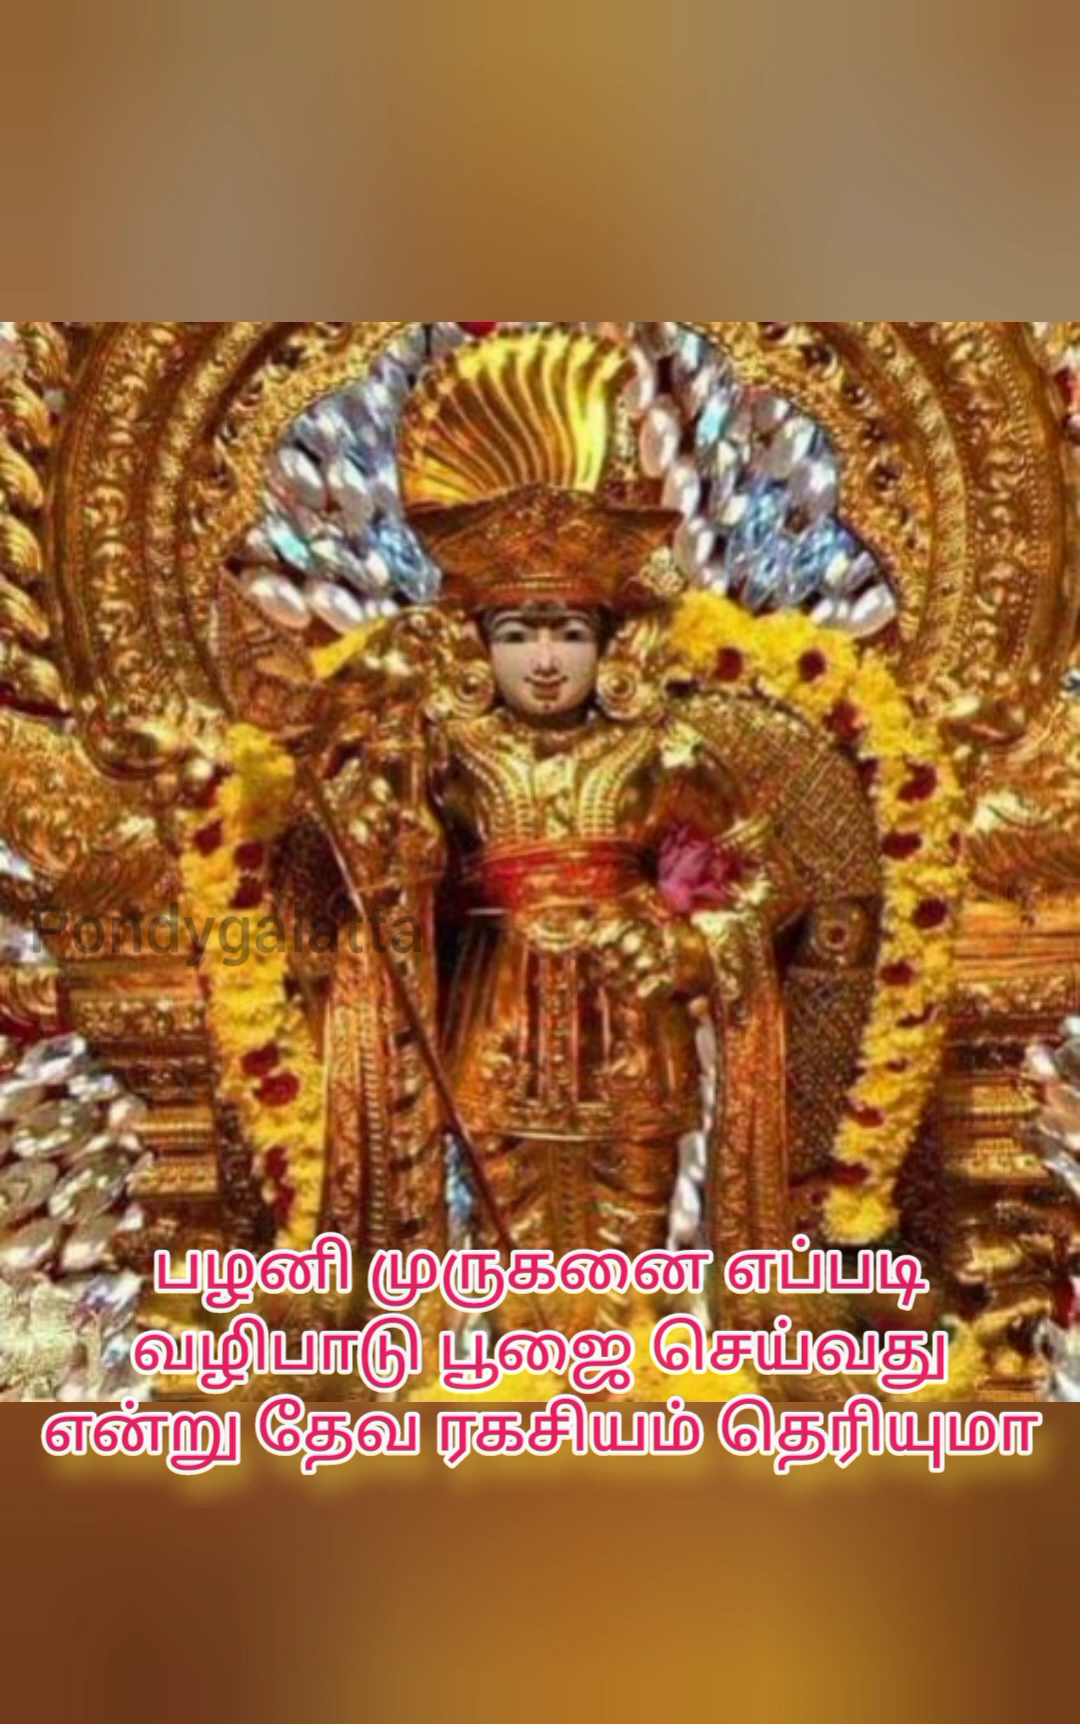 Pondygalatta
பழனி முருகனை எப்படி
வழிபாடு பூஜை செய்வது
என்று தேவ ரகசியம் தெரியுமா